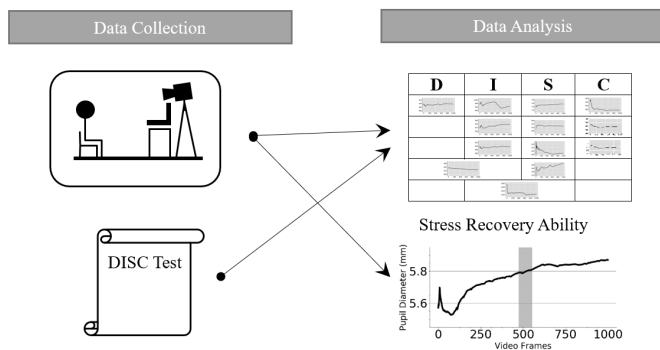 Data Collection
Data Analysis
D I S C
DISC Test
Stress Recovery Ability
Pupil Diameter (mm)
5.8
5.6
0 250 500 750 1000
Video Frames